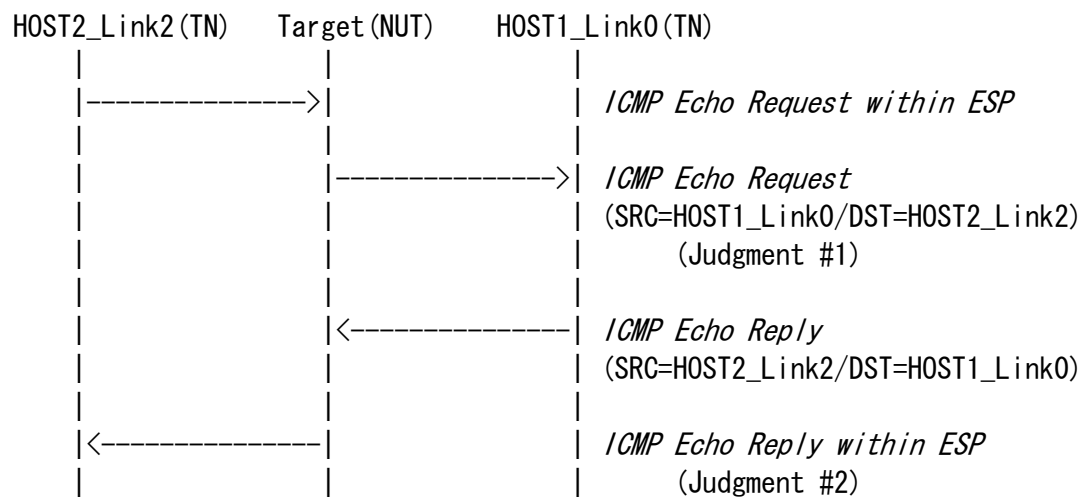 HOST2_Link2(TN) Target(NUT) HOST1_Link0(TN)
| | |
|--------------->| | ICMP Echo Request within ESP
| | |
| |--------------->| ICMP Echo Request
| | | (SRC=HOST1_Link0/DST=HOST2_Link2)
| | | (Judgment #1)
| | |
| |<---------------| ICMP Echo Reply
| | | (SRC=HOST2_Link2/DST=HOST1_Link0)
| | |
|<---------------| | ICMP Echo Reply within ESP
| | | (Judgment #2)